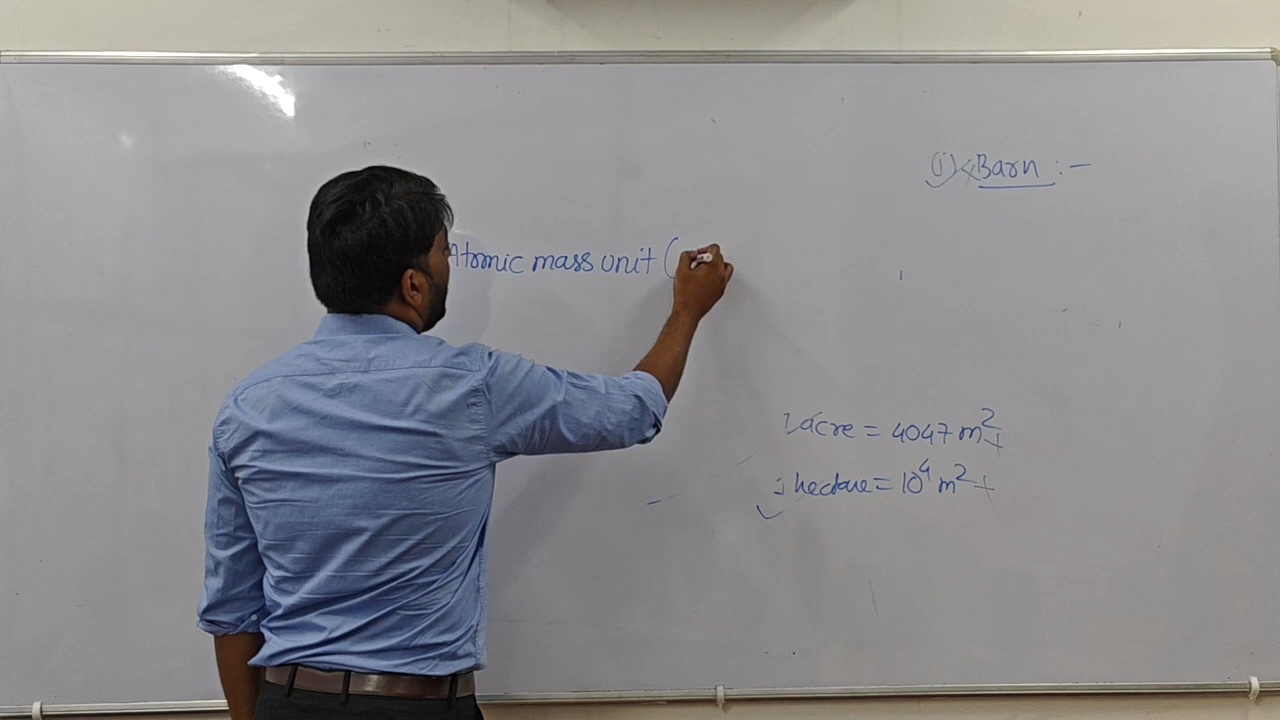 (i) Barn :-
Atomic mass unit (
1 acre = 4047 m²
1 hectare = 10⁴ m²